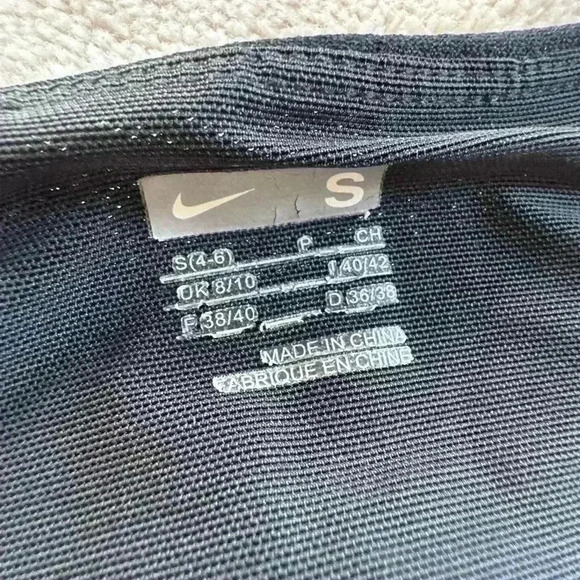 S
S(4-6) P CH
UK 8/10 I 40/42
F 38/40 D 36/38
MADE IN CHINA
FABRIQUE EN CHINE